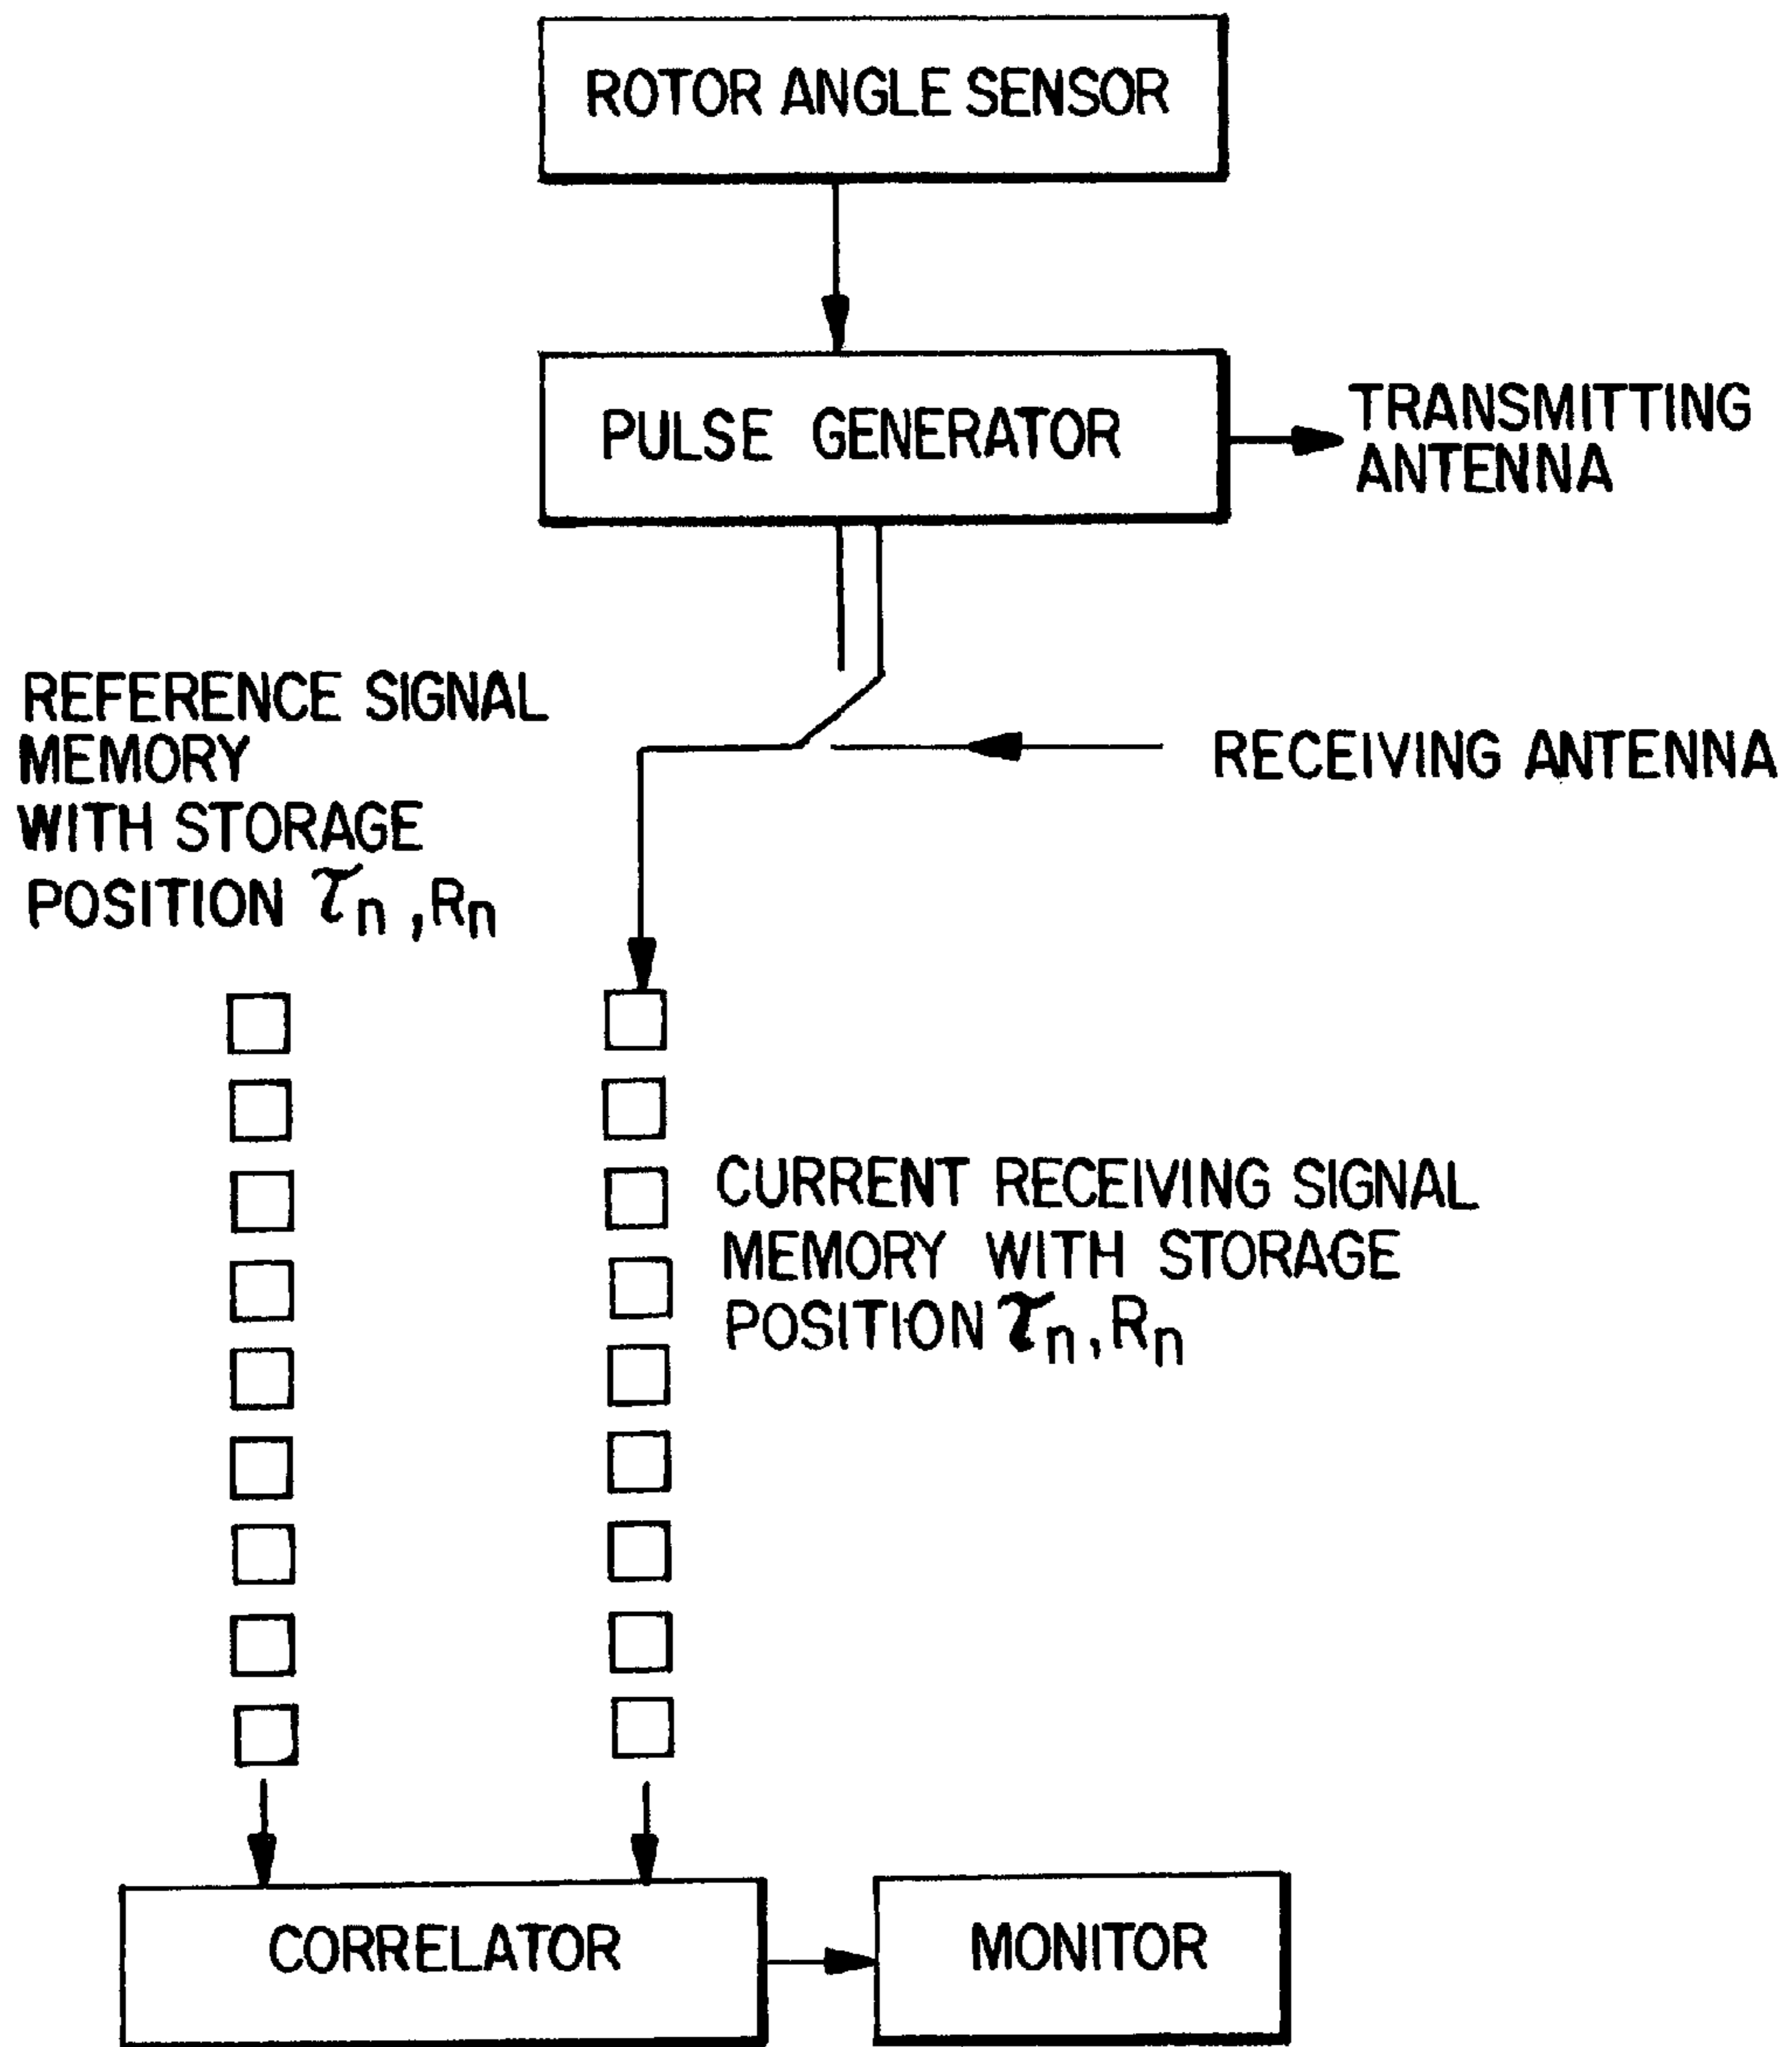 ROTOR ANGLE SENSOR
PULSE GENERATOR
TRANSMITTING
ANTENNA
REFERENCE SIGNAL
MEMORY
WITH STORAGE
POSITION τn, Rn
RECEIVING ANTENNA
CURRENT RECEIVING SIGNAL
MEMORY WITH STORAGE
POSITION τn, Rn
CORRELATOR
MONITOR